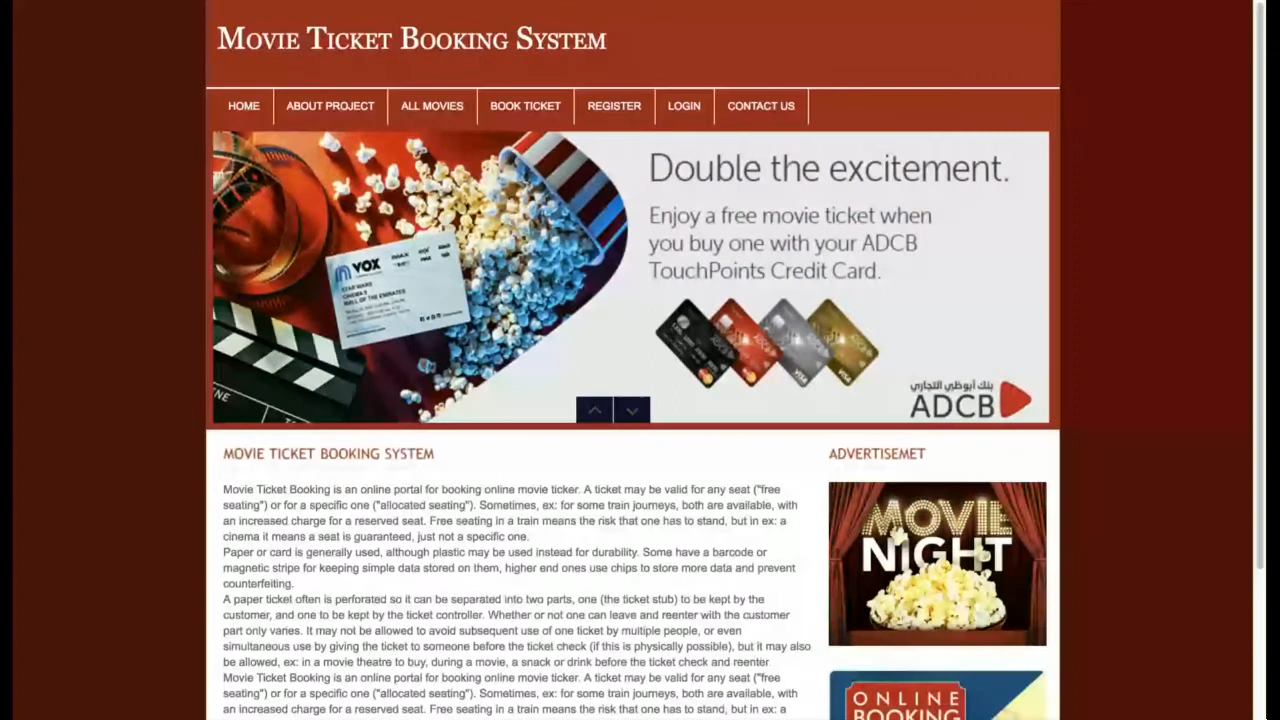 MOVIE TICKET BOOKING SYSTEM
HOME
ABOUT PROJECT
ALL MOVIES
BOOK TICKET
REGISTER
LOGIN
CONTACT US
Double the excitement.
Enjoy a free movie ticket when
you buy one with your ADCB
TouchPoints Credit Card.
VOX
STAR WARS
CINEMA 5
MALL OF THE EMIRATES
بنك أبوظبي التجاري
ADCB
MOVIE TICKET BOOKING SYSTEM
Movie Ticket Booking is an online portal for booking online movie ticker. A ticket may be valid for any seat ("free
seating") or for a specific one ("allocated seating"). Sometimes, ex: for some train journeys, both are available, with
an increased charge for a reserved seat. Free seating in a train means the risk that one has to stand, but in ex: a
cinema it means a seat is guaranteed, just not a specific one.
Paper or card is generally used, although plastic may be used instead for durability. Some have a barcode or
magnetic stripe for keeping simple data stored on them, higher end ones use chips to store more data and prevent
counterfeiting.
A paper ticket often is perforated so it can be separated into two parts, one (the ticket stub) to be kept by the
customer, and one to be kept by the ticket controller. Whether or not one can leave and reenter with the customer
part only varies. It may not be allowed to avoid subsequent use of one ticket by multiple people, or even
simultaneous use by giving the ticket to someone before the ticket check (if this is physically possible), but it may also
be allowed, ex: in a movie theatre to buy, during a movie, a snack or drink before the ticket check and reenter
Movie Ticket Booking is an online portal for booking online movie ticker. A ticket may be valid for any seat ("free
seating") or for a specific one ("allocated seating"). Sometimes, ex: for some train journeys, both are available, with
an increased charge for a reserved seat. Free seating in a train means the risk that one has to stand, but in ex: a
ADVERTISEMET
MOVIE
NIGHT
ONLINE
BOOKING